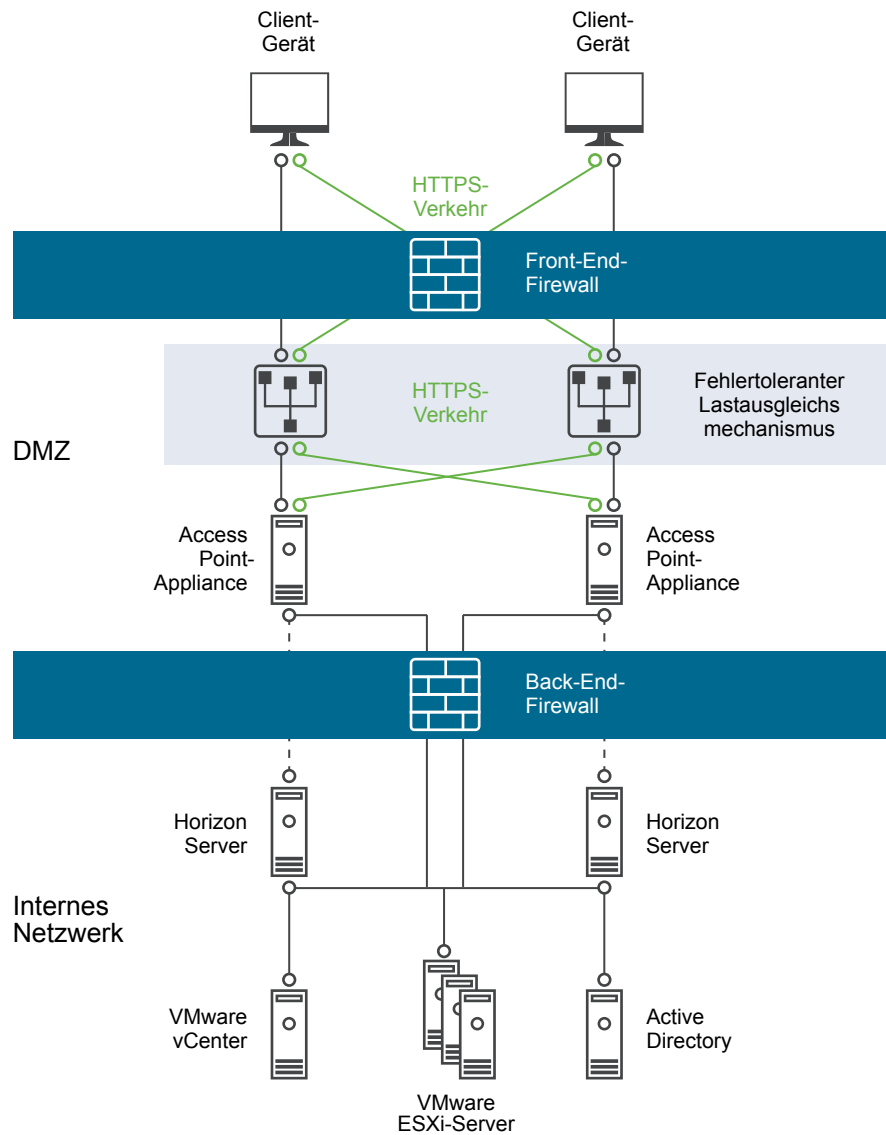 Client-
Gerät
Client-
Gerät
HTTPS-
Verkehr
Front-End-
Firewall
HTTPS-
Verkehr
Fehlertoleranter
Lastausgleichs
mechanismus
DMZ
Access
Point-
Appliance
Access
Point-
Appliance
Back-End-
Firewall
Horizon
Server
Horizon
Server
Internes
Netzwerk
VMware
vCenter
Active
Directory
VMware
ESXi-Server